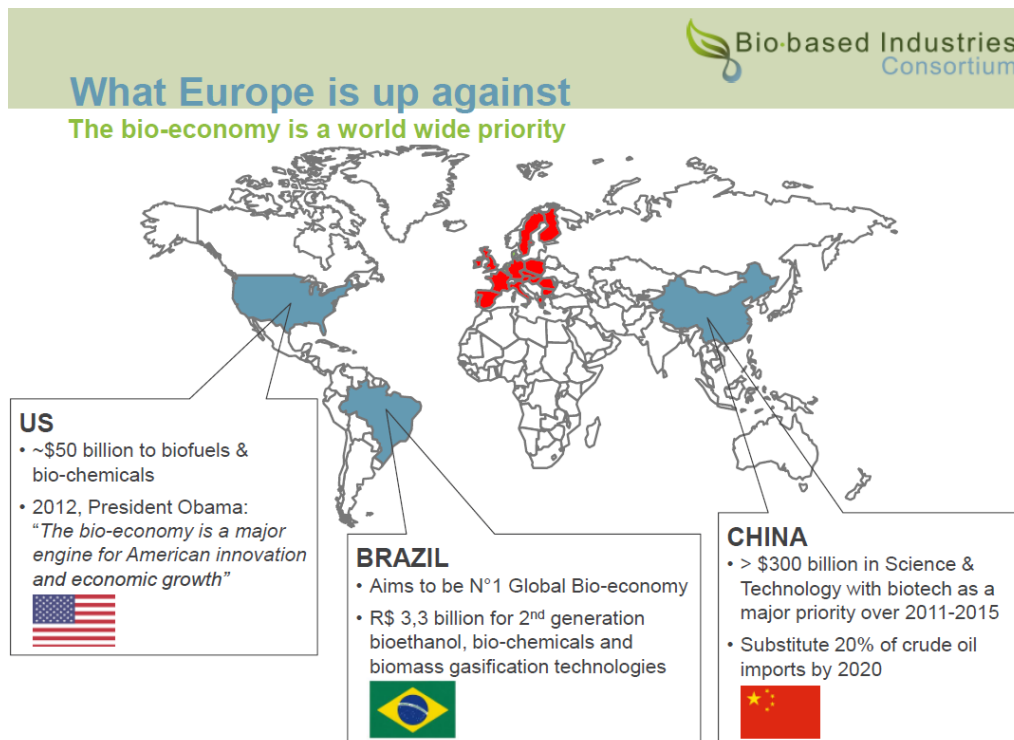 Bio-based Industries
Consortium
What Europe is up against
The bio-economy is a world wide priority
US
• ~$50 billion to biofuels &
bio-chemicals
• 2012, President Obama:
“The bio-economy is a major
engine for American innovation
and economic growth”
BRAZIL
• Aims to be N°1 Global Bio-economy
• R$ 3,3 billion for 2nd generation
bioethanol, bio-chemicals and
biomass gasification technologies
CHINA
• > $300 billion in Science &
Technology with biotech as a
major priority over 2011-2015
• Substitute 20% of crude oil
imports by 2020